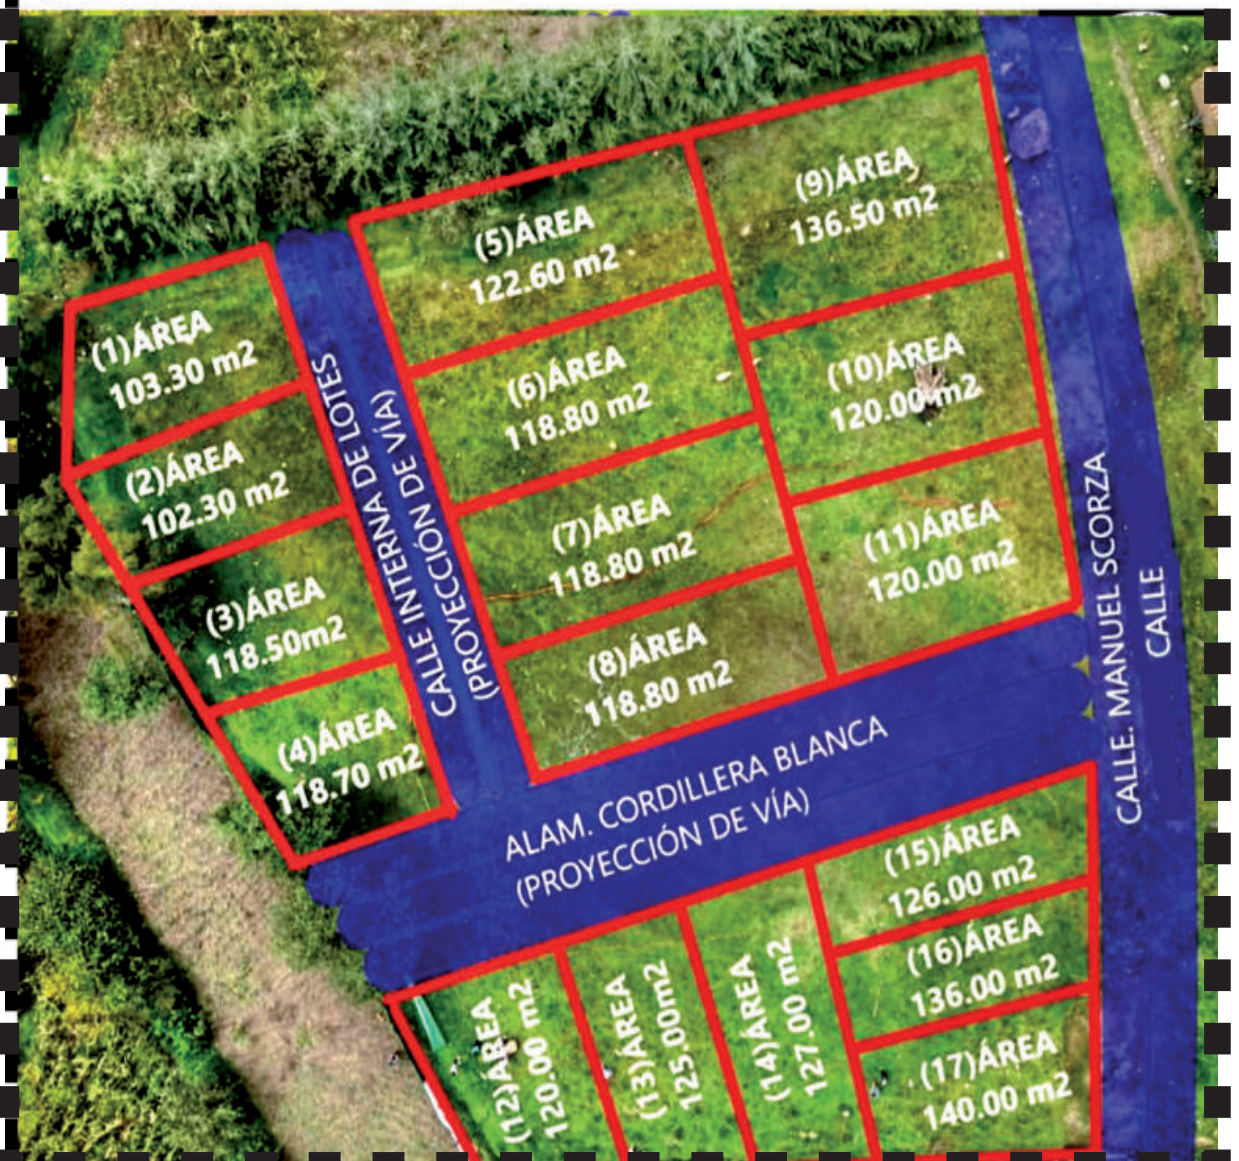 (1)ÁREA
103.30 m2
(2)ÁREA
102.30 m2
(3)ÁREA
118.50m2
(4)ÁREA
118.70 m2
CALLE INTERNA DE LOTES
(PROYECCIÓN DE VÍA)
(5)ÁREA
122.60 m2
(6)ÁREA
118.80 m2
(7)ÁREA
118.80 m2
(8)ÁREA
118.80 m2
(9)ÁREA
136.50 m2
(10)ÁREA
120.00 m2
(11)ÁREA
120.00 m2
CALLE. MANUEL SCORZA
CALLE
ALAM. CORDILLERA BLANCA
(PROYECCIÓN DE VÍA)
(12)ÁREA
120.00 m2
(13)ÁREA
125.00m2
(14)ÁREA
127.00 m2
(15)ÁREA
126.00 m2
(16)ÁREA
136.00 m2
(17)ÁREA
140.00 m2